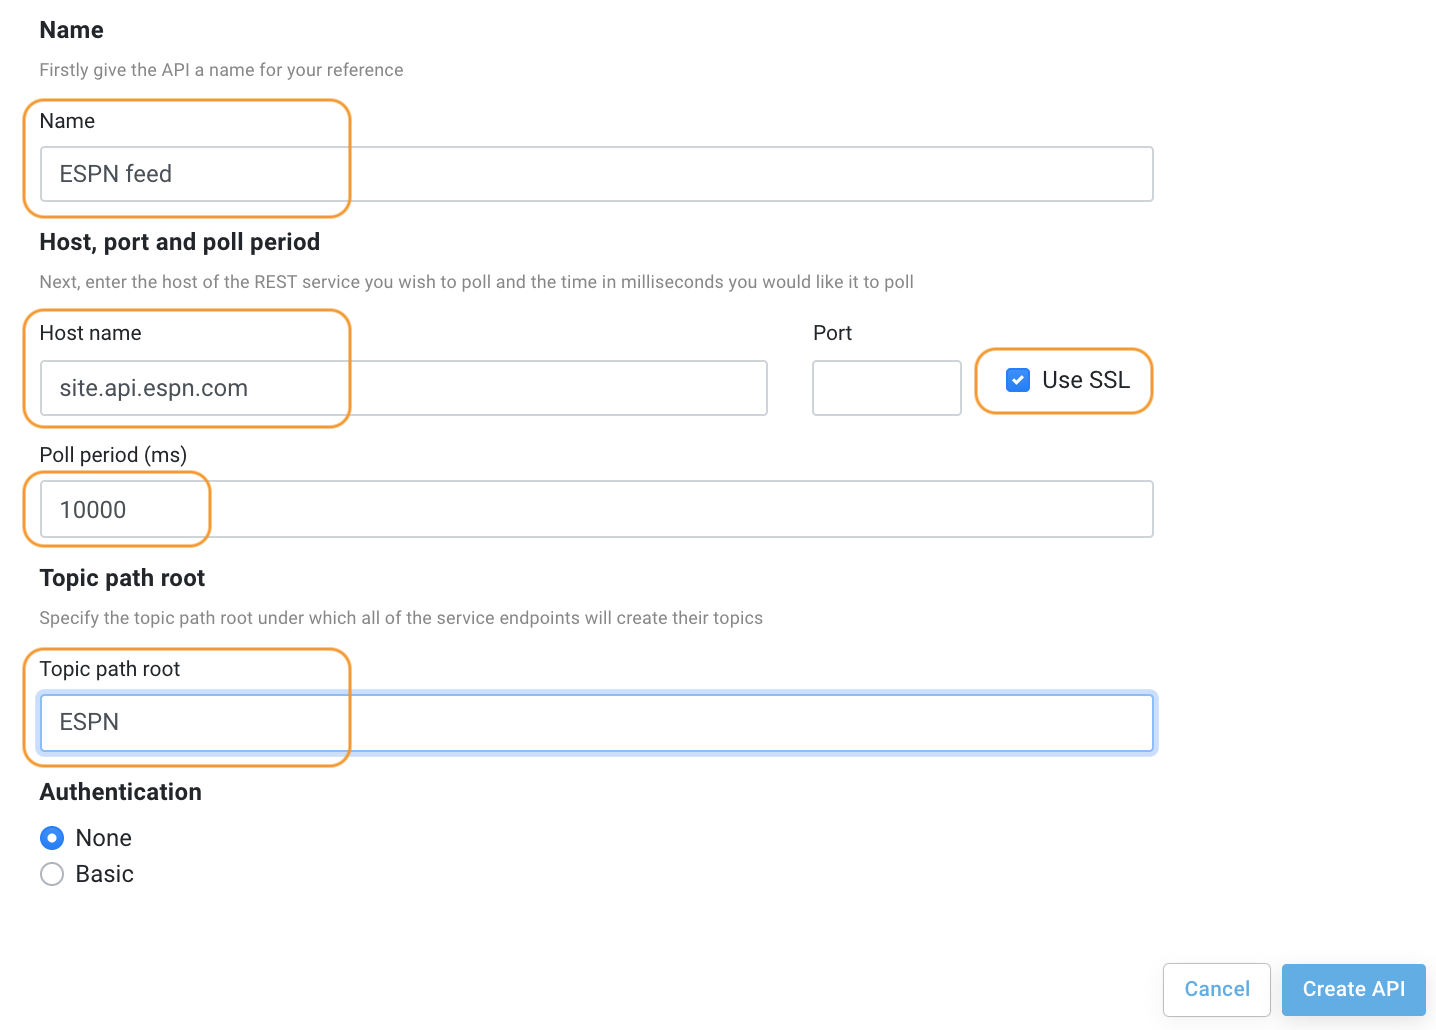 Name
Firstly give the API a name for your reference
Name
ESPN feed
Host, port and poll period
Next, enter the host of the REST service you wish to poll and the time in milliseconds you would like it to poll
Host name
Port
site.api.espn.com
Use SSL
Poll period (ms)
10000
Topic path root
Specify the topic path root under which all of the service endpoints will create their topics
Topic path root
ESPN
Authentication
None
Basic
Cancel
Create API